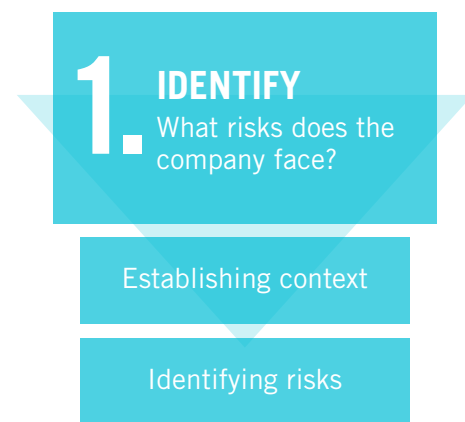 1.
IDENTIFY
What risks does the
company face?
Establishing context
Identifying risks